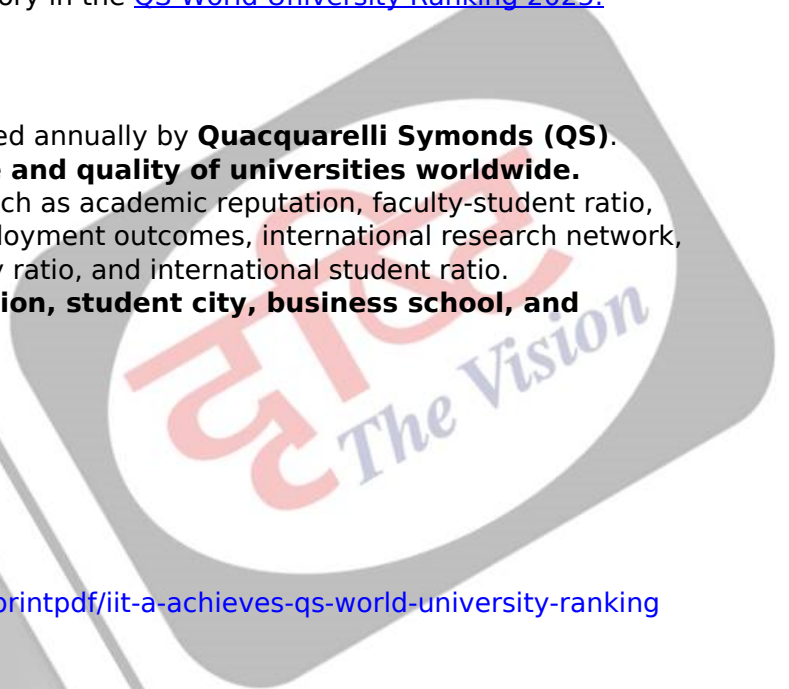 ory in the QS World University Ranking 2025.
ed annually by Quacquarelli Symonds (QS).
e and quality of universities worldwide.
ch as academic reputation, faculty-student ratio,
loyment outcomes, international research network,
y ratio, and international student ratio.
ion, student city, business school, and
दृष्टि
The Vision
printpdf/iit-a-achieves-qs-world-university-ranking